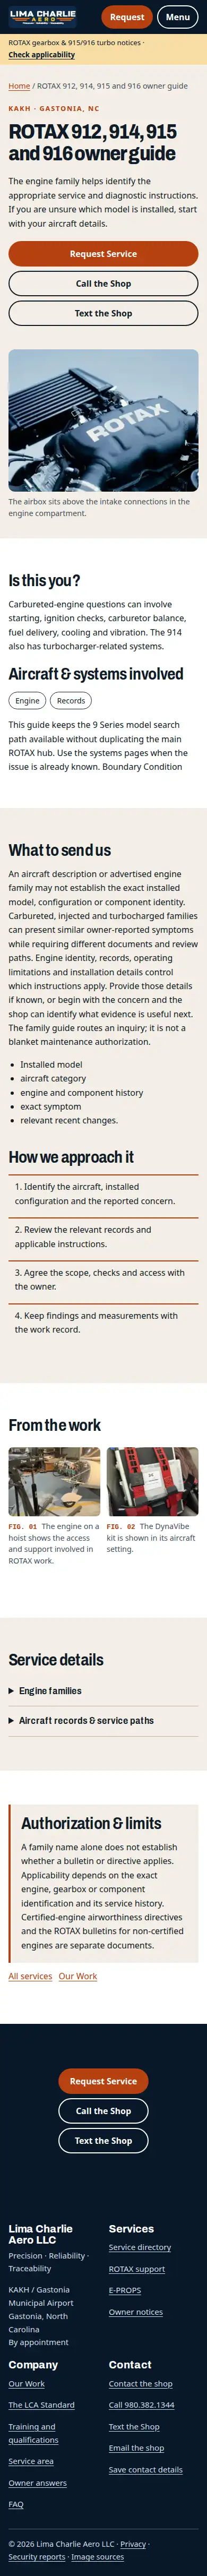 LIMA CHARLIE
AERO
Request
Menu
ROTAX gearbox & 915/916 turbo notices ·
Check applicability
Home / ROTAX 912, 914, 915 and 916 owner guide
KAKH · GASTONIA, NC
ROTAX 912, 914, 915
and 916 owner guide
The engine family helps identify the
appropriate service and diagnostic instructions.
If you are unsure which model is installed, start
with your aircraft details.
Request Service
Call the Shop
Text the Shop
ROTAX
The airbox sits above the intake connections in the
engine compartment.
Is this you?
Carbureted-engine questions can involve
starting, ignition checks, carburetor balance,
fuel delivery, cooling and vibration. The 914
also has turbocharger-related systems.
Aircraft & systems involved
Engine
Records
This guide keeps the 9 Series model search
path available without duplicating the main
ROTAX hub. Use the systems pages when the
issue is already known. Boundary Condition
What to send us
An aircraft description or advertised engine
family may not establish the exact installed
model, configuration or component identity.
Carbureted, injected and turbocharged families
can present similar owner-reported symptoms
while requiring different documents and review
paths. Engine identity, records, operating
limitations and installation details control
which instructions apply. Provide those details
if known, or begin with the concern and the
shop can identify what evidence is useful next.
The family guide routes an inquiry; it is not a
blanket maintenance authorization.
• Installed model
• aircraft category
• engine and component history
• exact symptom
• relevant recent changes.
How we approach it
1. Identify the aircraft, installed
configuration and the reported concern.
2. Review the relevant records and
applicable instructions.
3. Agree the scope, checks and access with
the owner.
4. Keep findings and measurements with
the work record.
From the work
FIG. 01 The engine on a
hoist shows the access
and support involved in
ROTAX work.
FIG. 02 The DynaVibe
kit is shown in its aircraft
setting.
Service details
Engine families
Aircraft records & service paths
Authorization & limits
A family name alone does not establish
whether a bulletin or directive applies.
Applicability depends on the exact
engine, gearbox or component
identification and its service history.
Certified-engine airworthiness directives
and the ROTAX bulletins for non-certified
engines are separate documents.
All services Our Work
Request Service
Call the Shop
Text the Shop
Lima Charlie
Aero LLC
Precision · Reliability ·
Traceability
KAKH / Gastonia
Municipal Airport
Gastonia, North
Carolina
By appointment
Services
Service directory
ROTAX support
E-PROPS
Owner notices
Company
Our Work
The LCA Standard
Training and
qualifications
Service area
Owner answers
FAQ
Contact
Contact the shop
Call 980.382.1344
Text the Shop
Email the shop
Save contact details
© 2026 Lima Charlie Aero LLC · Privacy ·
Security reports · Image sources